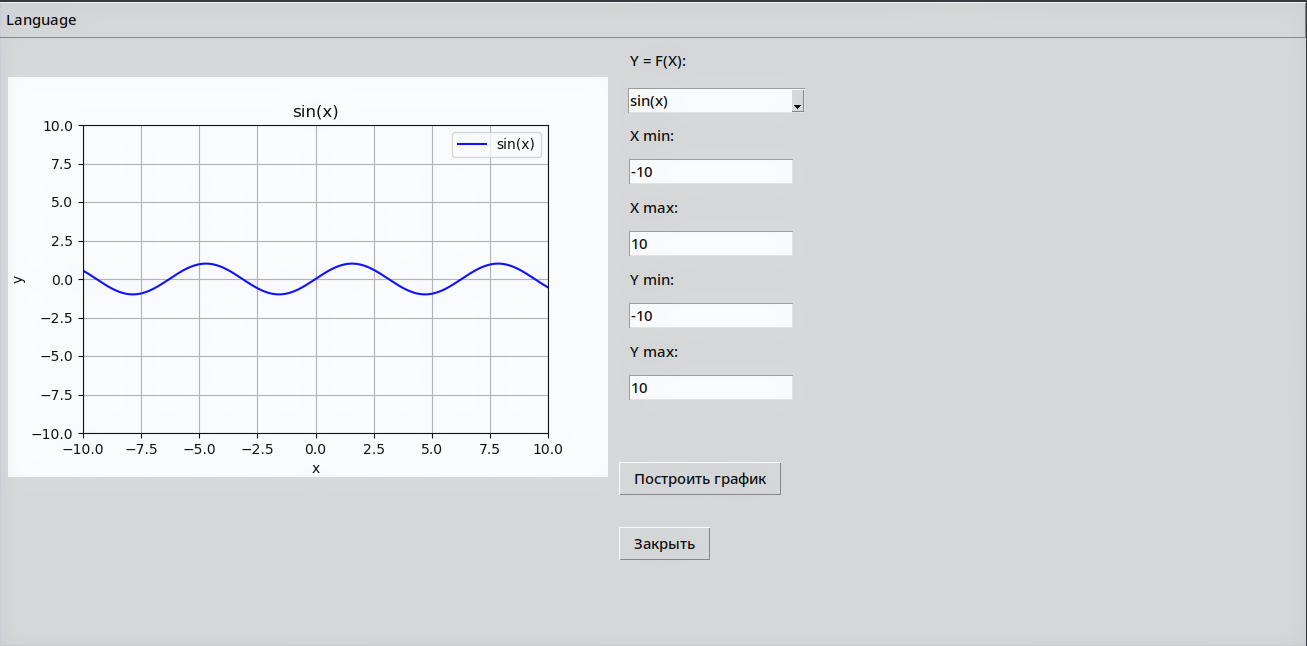 Language
Y = F(X):
sin(x)
X min:
-10
X max:
10
Y min:
-10
Y max:
10
Построить график
Закрыть
sin(x)
sin(x)
10.0
7.5
5.0
2.5
0.0
−2.5
−5.0
−7.5
−10.0
y
−10.0 −7.5 −5.0 −2.5 0.0 2.5 5.0 7.5 10.0
x